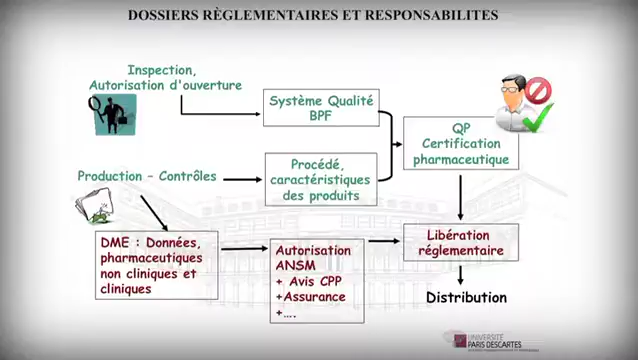 DOSSIERS RÈGLEMENTAIRES ET RESPONSABILITES
Inspection,
Autorisation d'ouverture
Système Qualité
BPF
QP
Certification
pharmaceutique
Production – Contrôles
Procédé,
caractéristiques
des produits
DME : Données,
pharmaceutiques
non cliniques et
cliniques
Autorisation
ANSM
+ Avis CPP
+Assurance
+....
Libération
réglementaire
Distribution
UNIVERSITÉ
PARIS DESCARTES